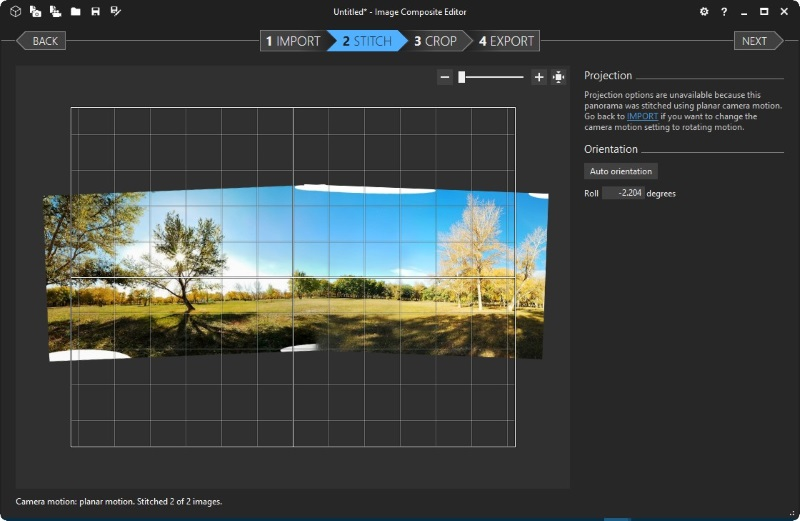 Untitled* - Image Composite Editor
BACK
1 IMPORT
2 STITCH
3 CROP
4 EXPORT
NEXT
Projection
Projection options are unavailable because this
panorama was stitched using planar camera motion.
Go back to IMPORT if you want to change the
camera motion setting to rotating motion.
Orientation
Auto orientation
Roll -2.204 degrees
Camera motion: planar motion. Stitched 2 of 2 images.